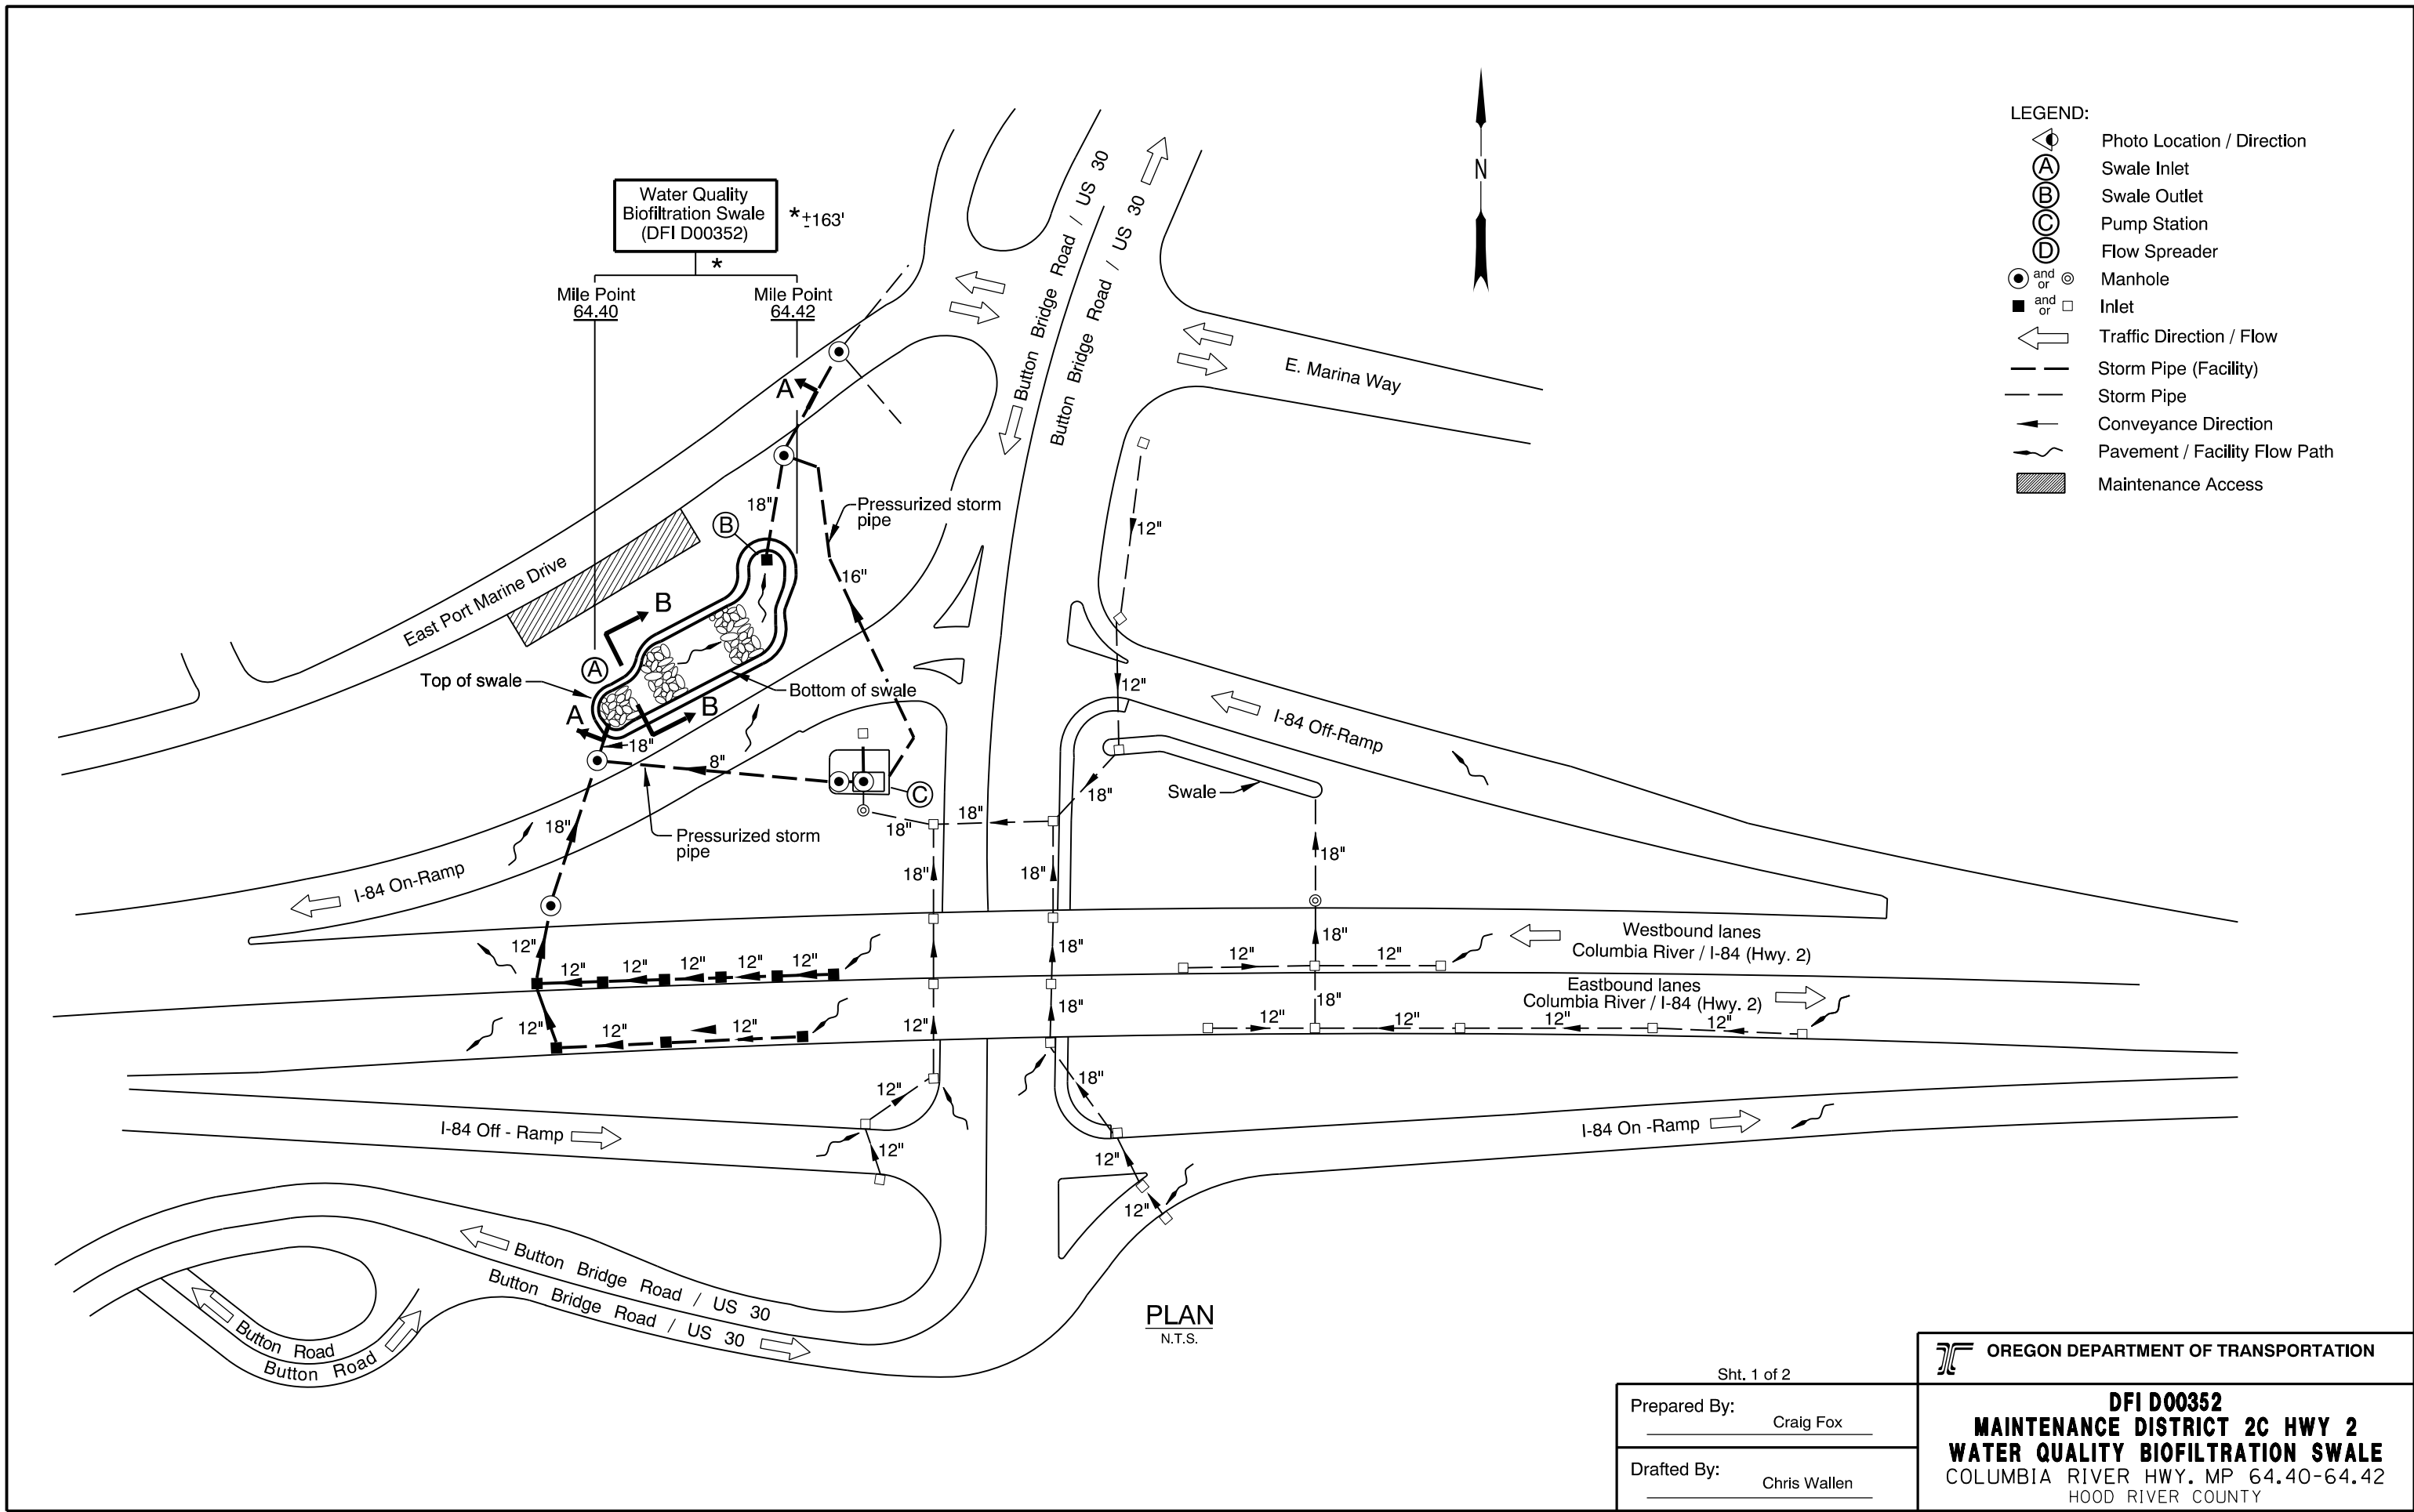 Water Quality
Biofiltration Swale
(DFI D00352)
*±163'
*
Mile Point
64.40
Mile Point
64.42
N
LEGEND:
Photo Location / Direction
A Swale Inlet
B Swale Outlet
C Pump Station
D Flow Spreader
and or Manhole
and or Inlet
Traffic Direction / Flow
Storm Pipe (Facility)
Storm Pipe
Conveyance Direction
Pavement / Facility Flow Path
Maintenance Access
Button Bridge Road / US 30
Button Bridge Road / US 30
E. Marina Way
East Port Marine Drive
A
18"
B
Pressurized storm
pipe
16"
12"
B
A
Top of swale
Bottom of swale
B
A
18"
8"
C
12"
I-84 Off-Ramp
Swale
18"
18"
18"
18"
Pressurized storm
pipe
I-84 On-Ramp
18"
18"
18"
12"
12"
12"
12"
12"
12"
18"
12"
18"
12"
Westbound lanes
Columbia River / I-84 (Hwy. 2)
Eastbound lanes
Columbia River / I-84 (Hwy. 2)
12"
12"
12"
12"
18"
12"
18"
12"
12"
12"
12"
18"
I-84 Off - Ramp
12"
12"
12"
I-84 On -Ramp
Button Bridge Road / US 30
Button Bridge Road / US 30
Button Road
Button Road
PLAN
N.T.S.
Sht. 1 of 2
Prepared By:
Craig Fox
Drafted By:
Chris Wallen
OREGON DEPARTMENT OF TRANSPORTATION
DFI D00352
MAINTENANCE DISTRICT 2C HWY 2
WATER QUALITY BIOFILTRATION SWALE
COLUMBIA RIVER HWY. MP 64.40-64.42
HOOD RIVER COUNTY